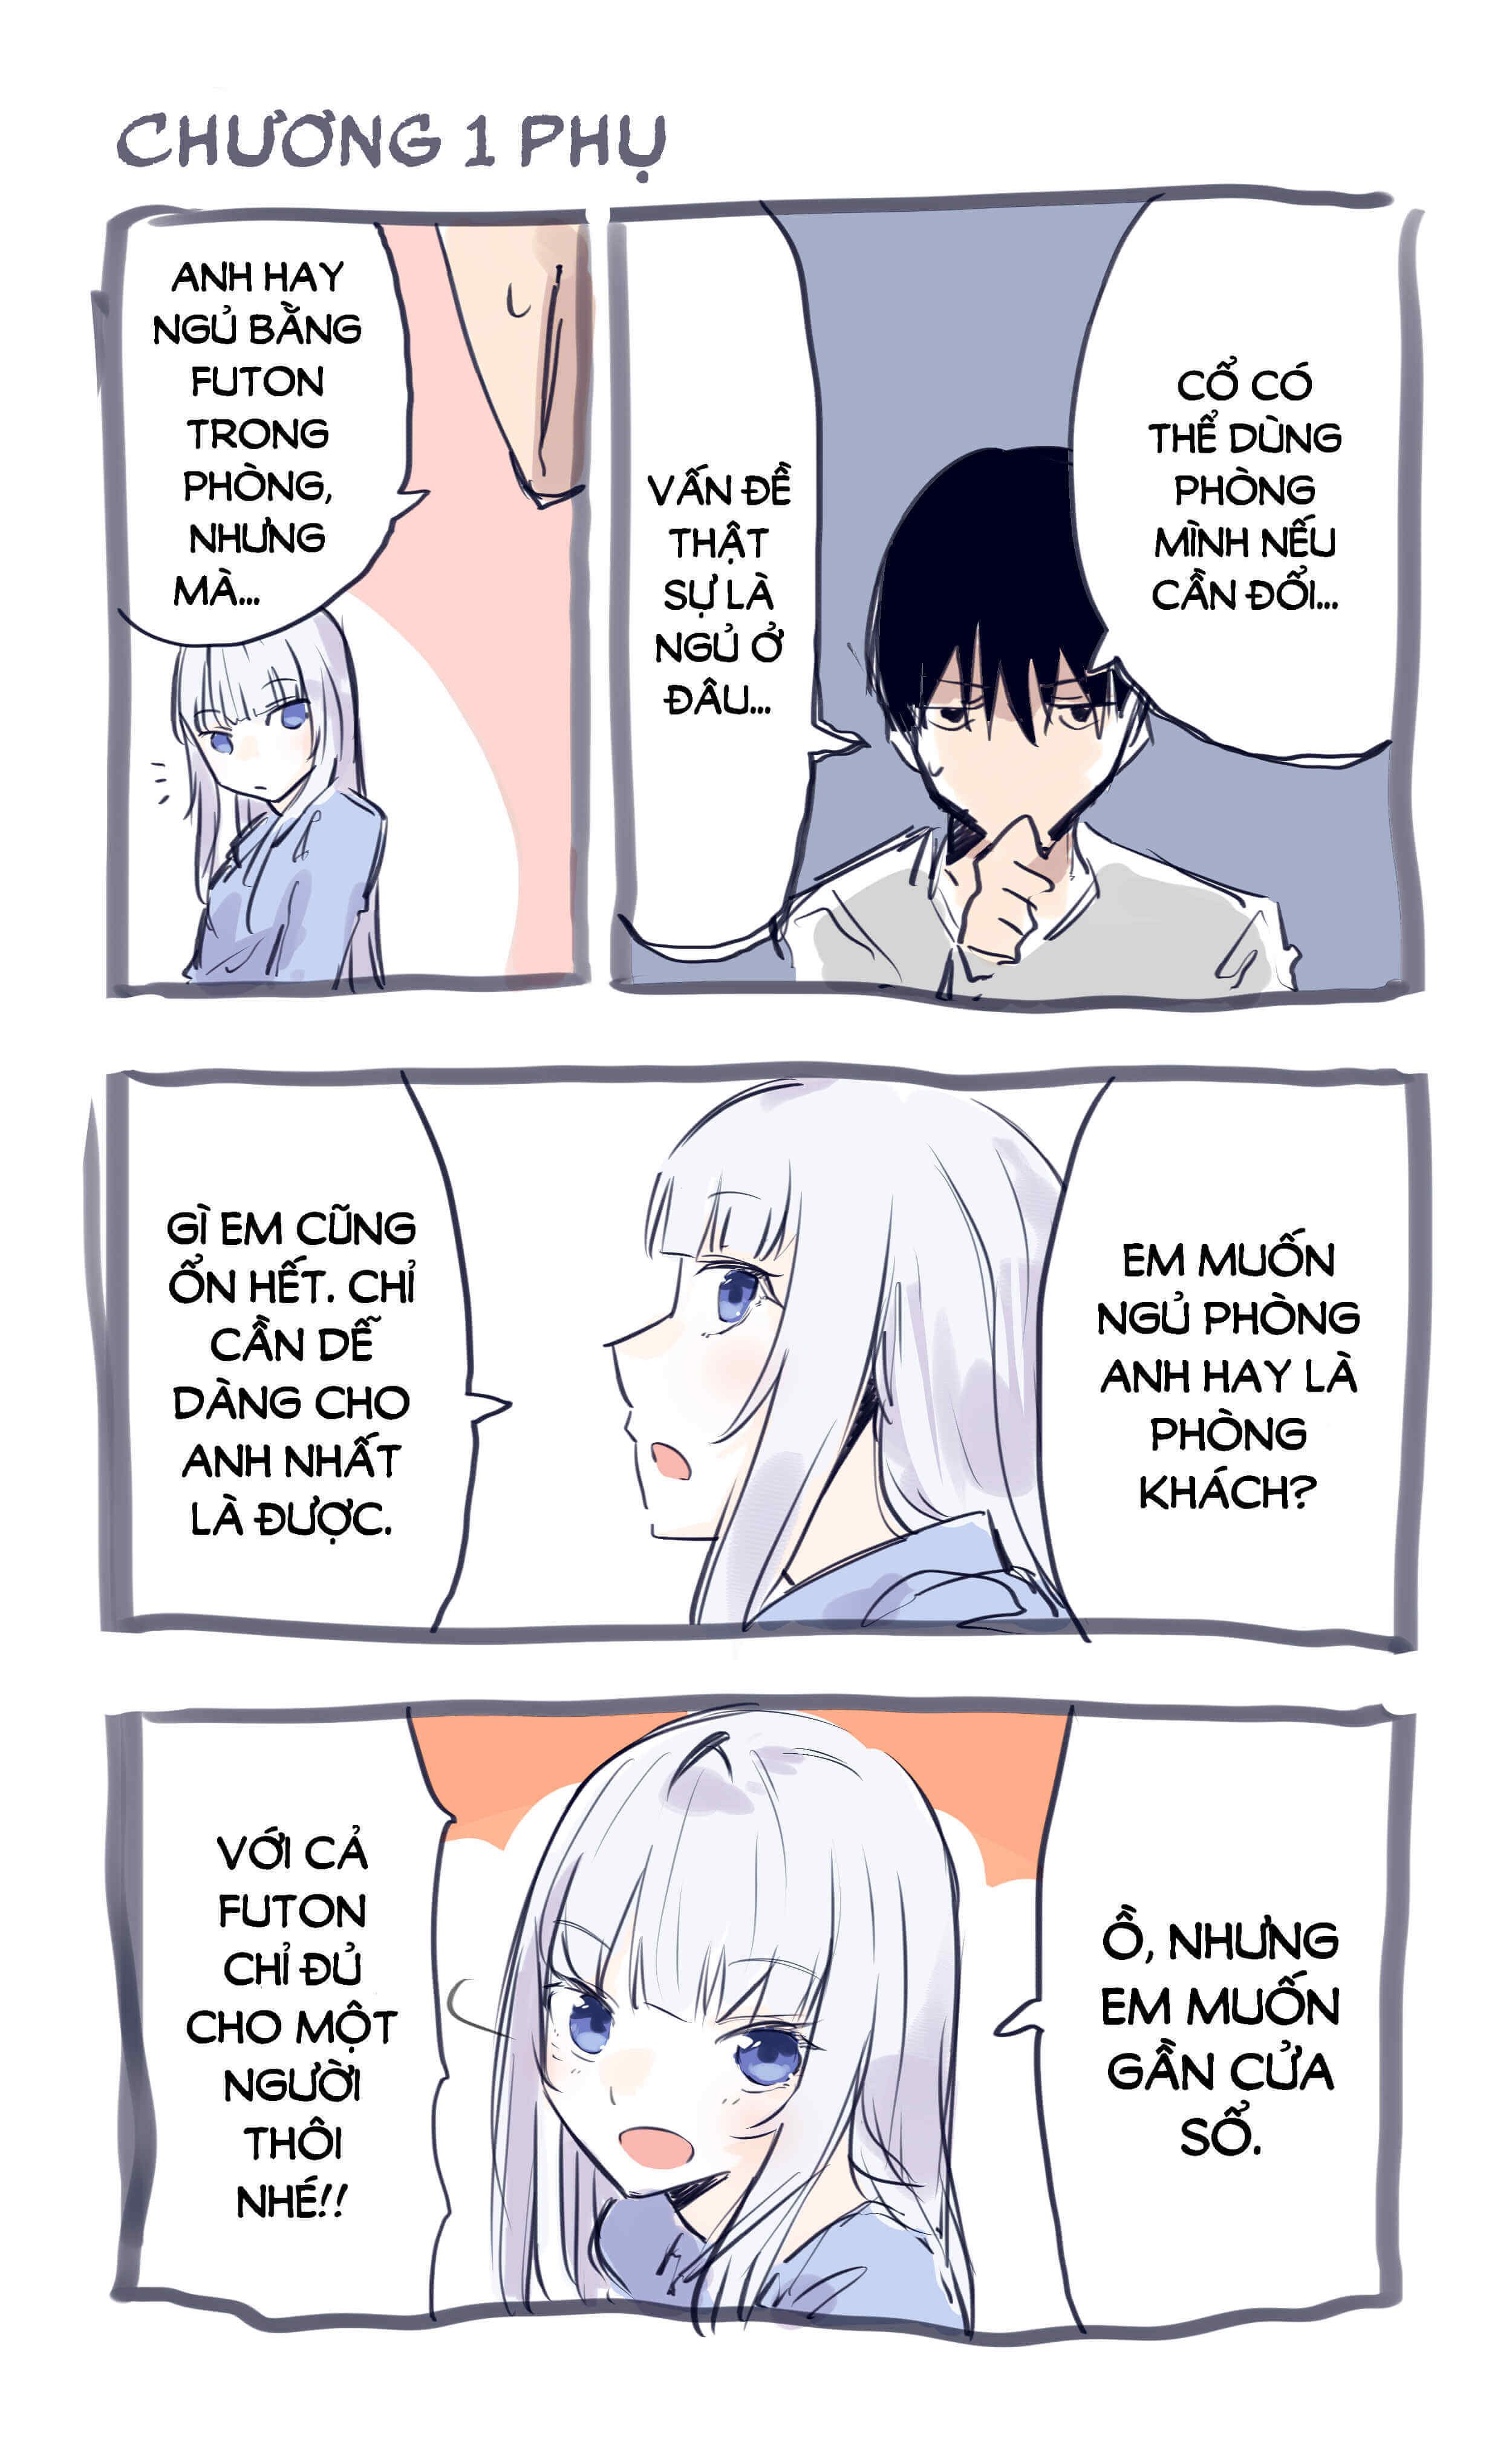 CHƯƠNG 1 PHỤ
CỔ CÓ
THỂ DÙNG
PHÒNG
MÌNH NẾU
CẦN ĐỔI...
VẤN ĐỀ
THẬT
SỰ LÀ
NGỦ Ở
ĐÂU...
ANH HAY
NGỦ BẰNG
FUTON
TRONG
PHÒNG,
NHƯNG
MÀ...
EM MUỐN
NGỦ PHÒNG
ANH HAY LÀ
PHÒNG
KHÁCH?
GÌ EM CŨNG
ỔN HẾT. CHỈ
CẦN DỄ
DÀNG CHO
ANH NHẤT
LÀ ĐƯỢC.
Ồ, NHƯNG
EM MUỐN
GẦN CỬA
SỔ.
VỚI CẢ
FUTON
CHỈ ĐỦ
CHO MỘT
NGƯỜI
THÔI
NHÉ!!